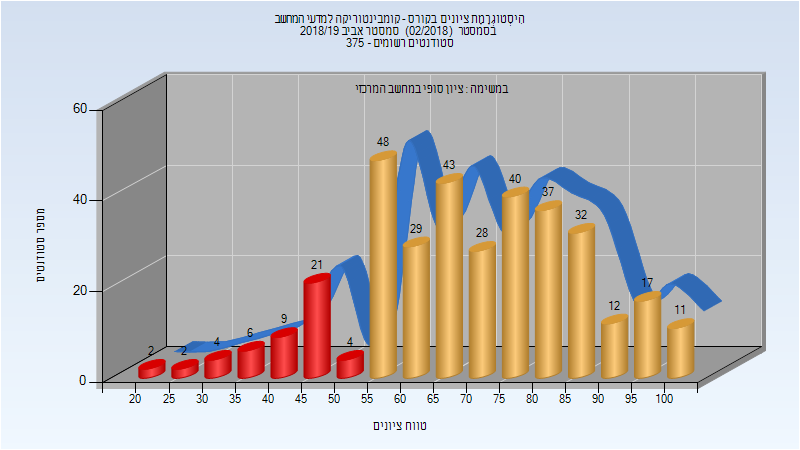 היסטוגרמת ציונים בקורס - קומבינטוריקה למדעי המחשב
בסמסטר (02/2018) סמסטר אביב 2018/19
סטודנטים רשומים - 375
במשימה : ציון סופי במחשב המרכזי
60
40
20
0
מספר סטודנטים
2 2 4 6 9 21 4 48 29 43 28 40 37 32 12 17 11
20 25 30 35 40 45 50 55 60 65 70 75 80 85 90 95 100
טווח ציונים